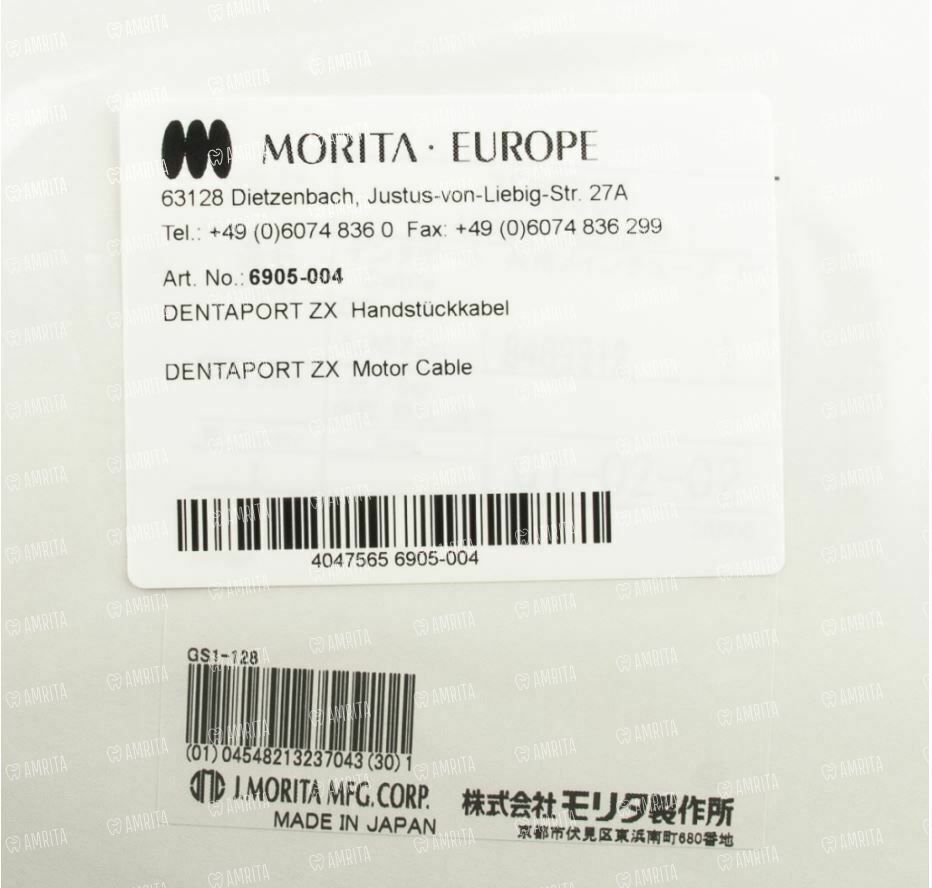 MORITA · EUROPE
63128 Dietzenbach, Justus-von-Liebig-Str. 27A
Tel.: +49 (0)6074 836 0 Fax: +49 (0)6074 836 299
Art. No.: 6905-004
DENTAPORT ZX Handstückkabel
DENTAPORT ZX Motor Cable
4047565 6905-004
GS1-128
(01)04548213237043(30)1
J.MORITA MFG.CORP.
株式会社モリタ製作所
MADE IN JAPAN
京都市伏見区東浜南町680番地
AMRITA